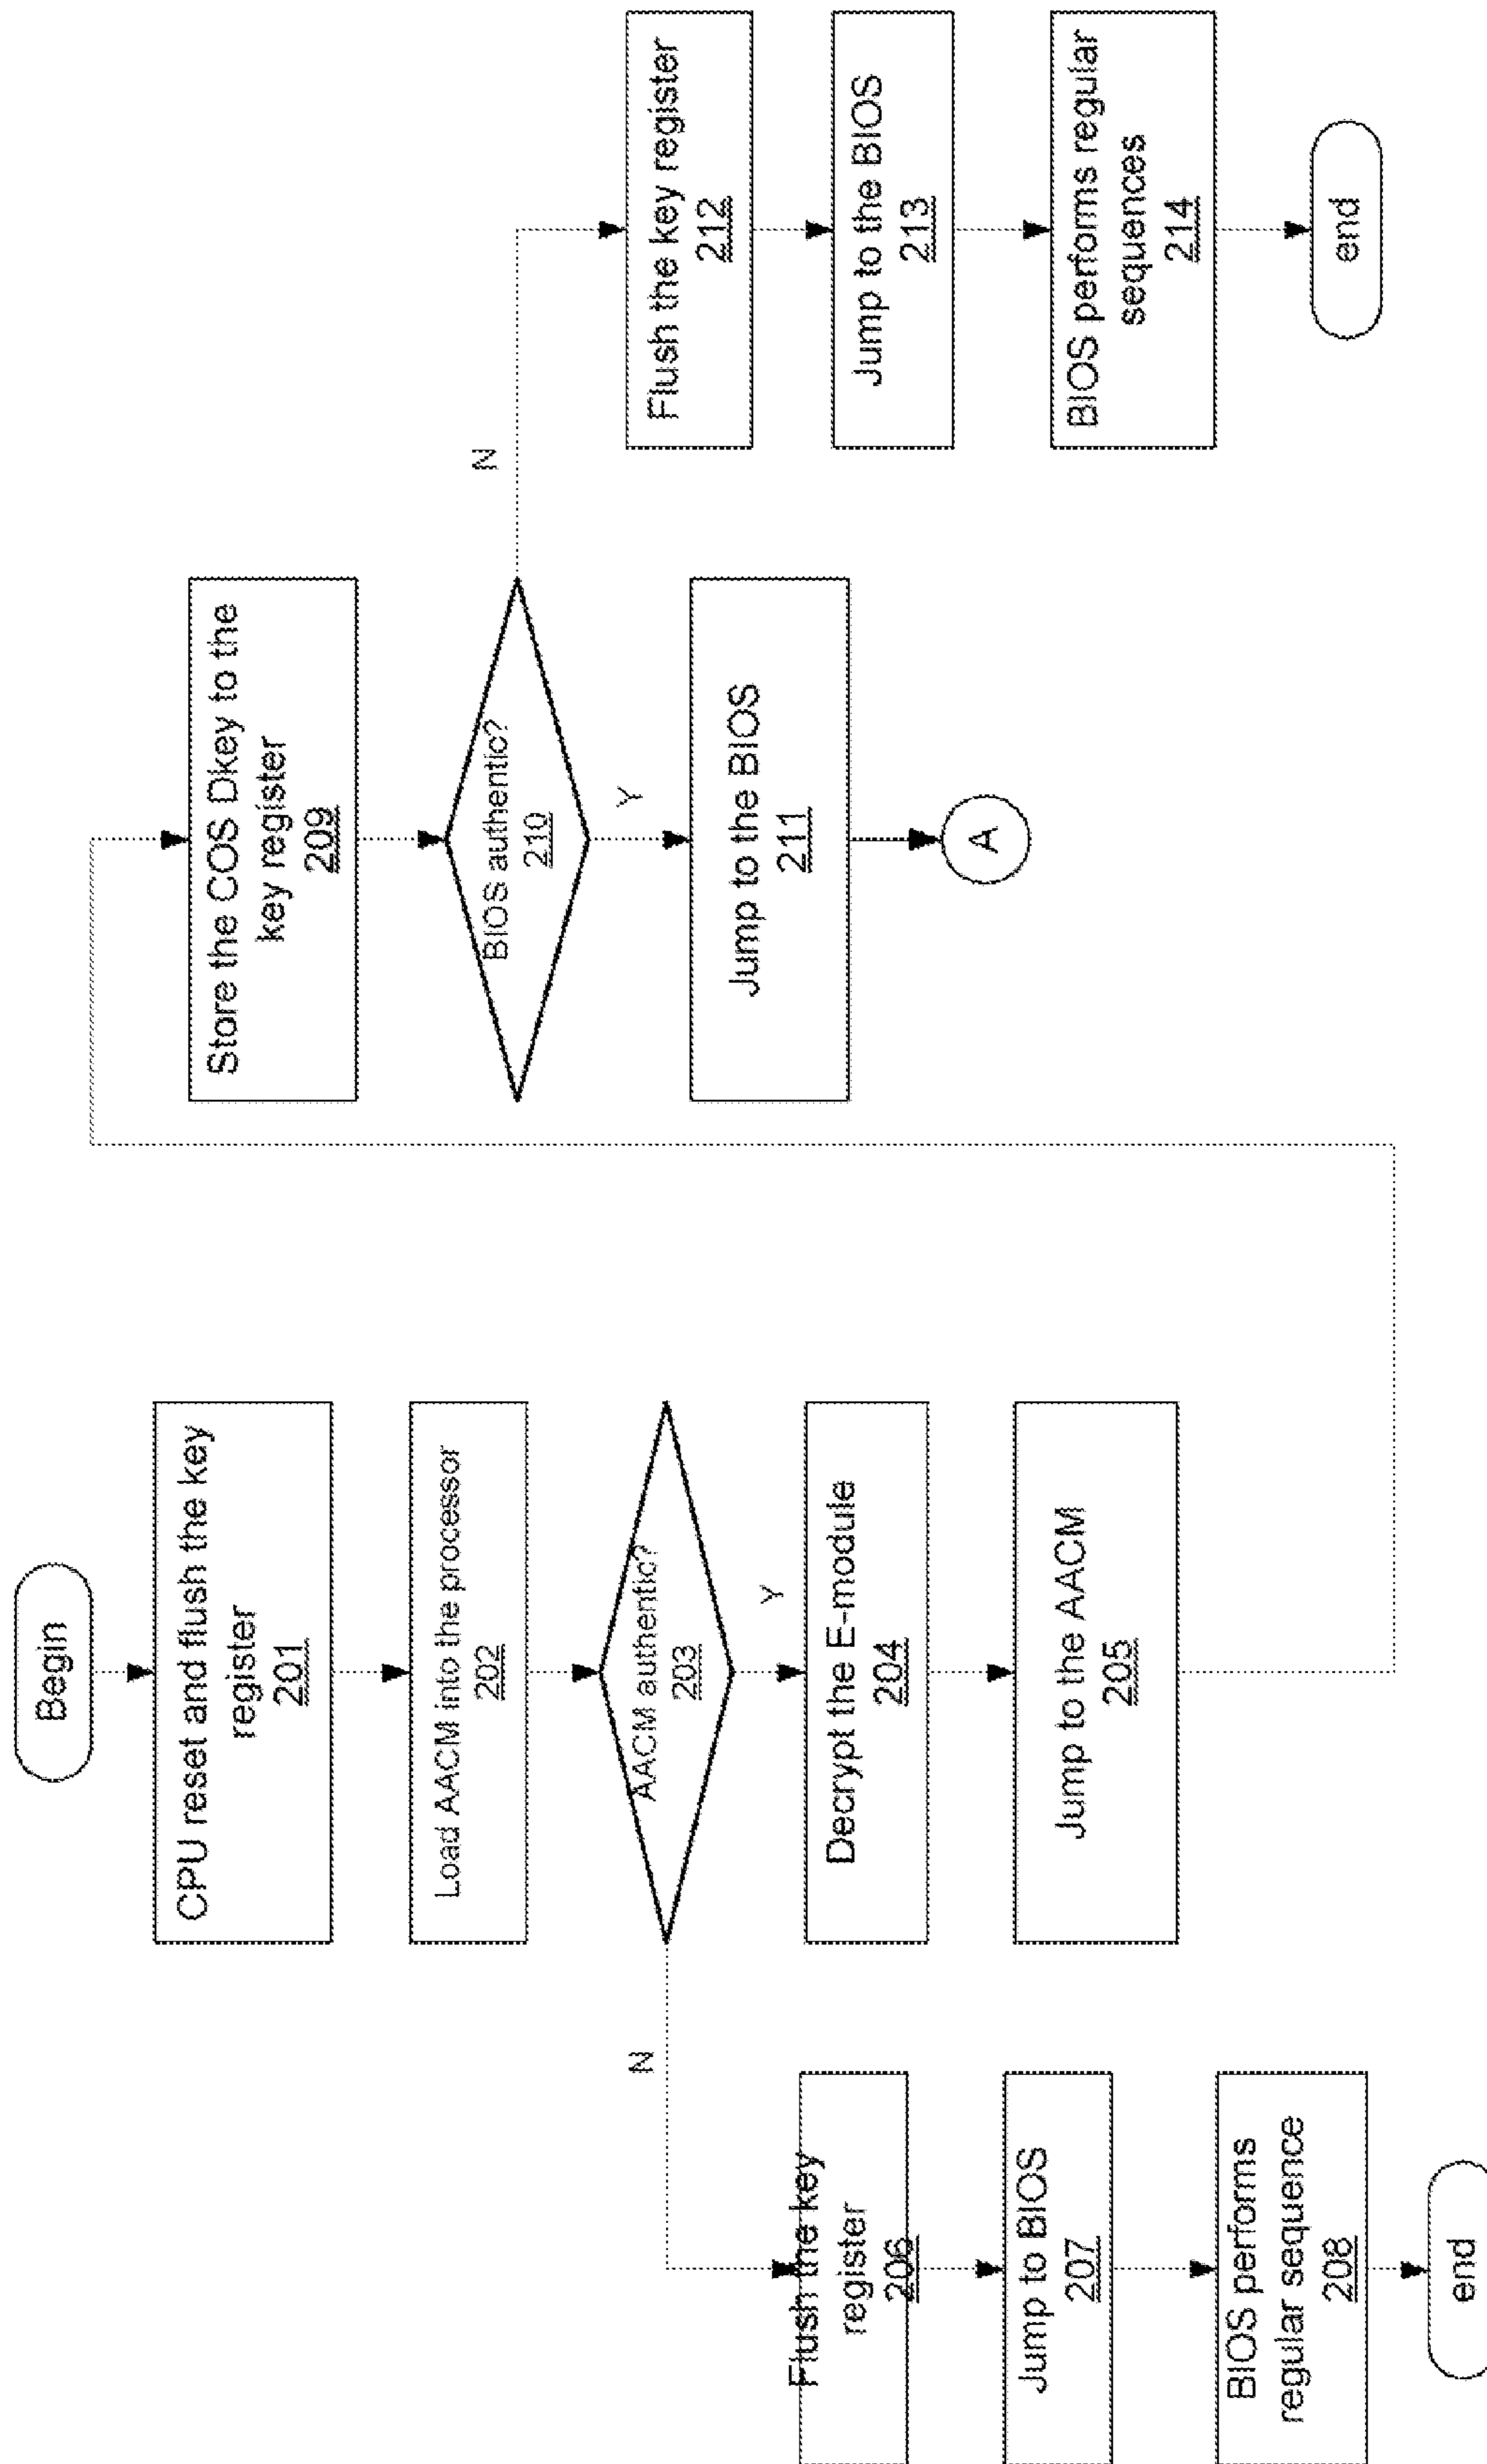 Begin
CPU reset and flush the key
register
201
Load AACM into the processor
202
AACM authentic?
203
Y
N
Decrypt the E-module
204
Jump to the AACM
205
Flush the key
register
206
Jump to BIOS
207
BIOS performs
regular sequence
208
end
Store the COS Dkey to the
key register
209
BIOS authentic?
210
Y
N
Jump to the BIOS
211
A
Flush the key register
212
Jump to the BIOS
213
BIOS performs regular
sequences
214
end